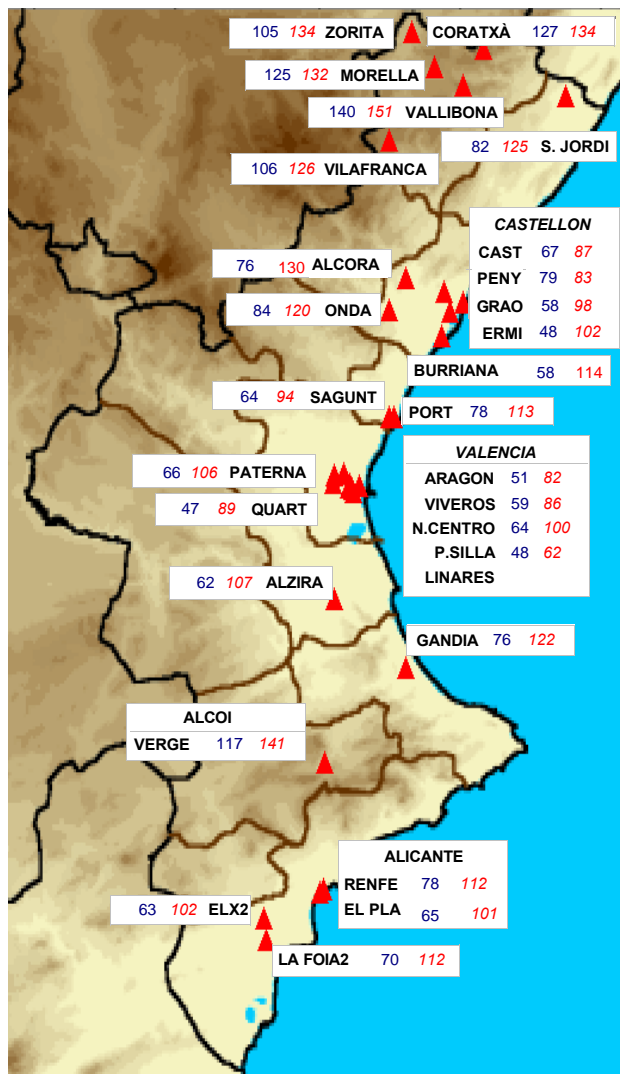 105 134 ZORITA
CORATXÀ 127 134
125 132 MORELLA
140 151 VALLIBONA
82 125 S. JORDI
106 126 VILAFRANCA
CASTELLON
CAST 67 87
PENY 79 83
GRAO 58 98
ERMI 48 102
76 130 ALCORA
84 120 ONDA
BURRIANA 58 114
64 94 SAGUNT
PORT 78 113
VALENCIA
ARAGON 51 82
VIVEROS 59 86
N.CENTRO 64 100
P.SILLA 48 62
LINARES
66 106 PATERNA
47 89 QUART
62 107 ALZIRA
GANDIA 76 122
ALCOI
VERGE 117 141
ALICANTE
RENFE 78 112
EL PLA 65 101
63 102 ELX2
LA FOIA2 70 112